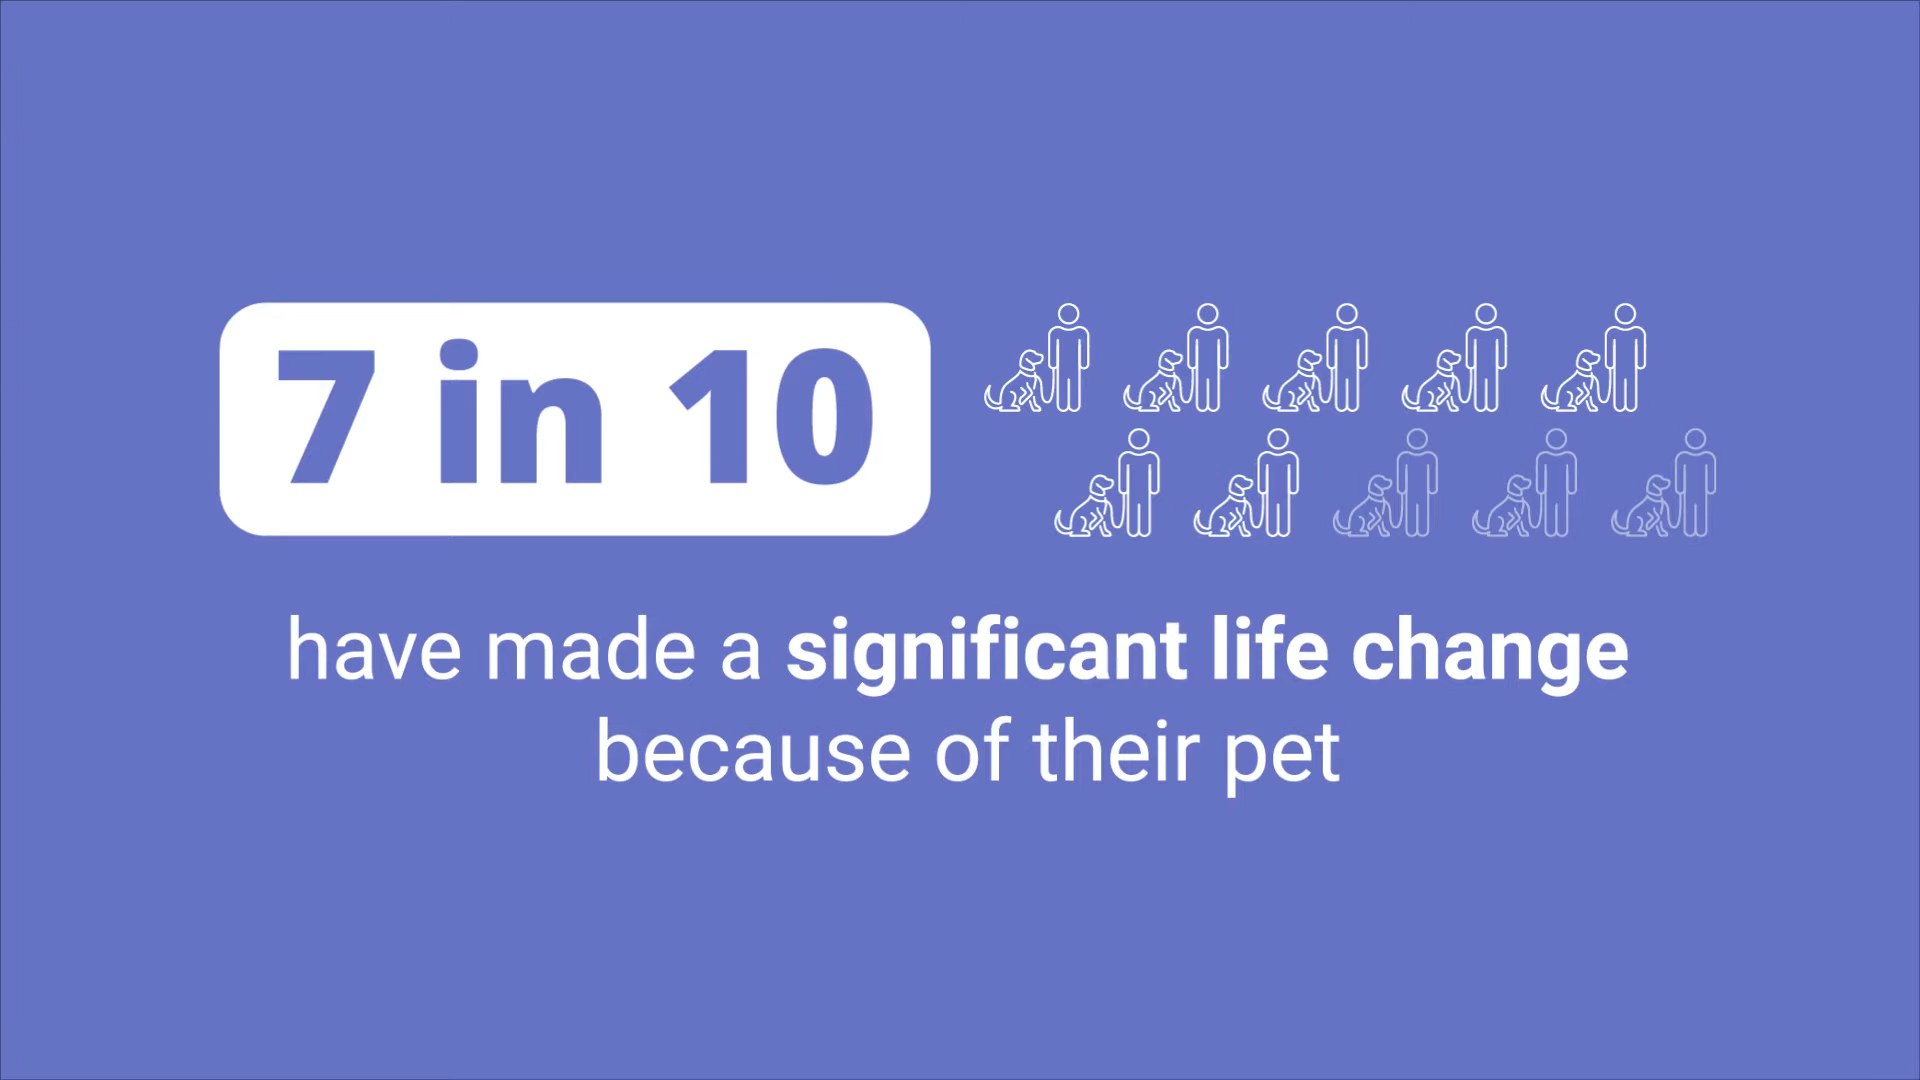 7 in 10
have made a significant life change
because of their pet